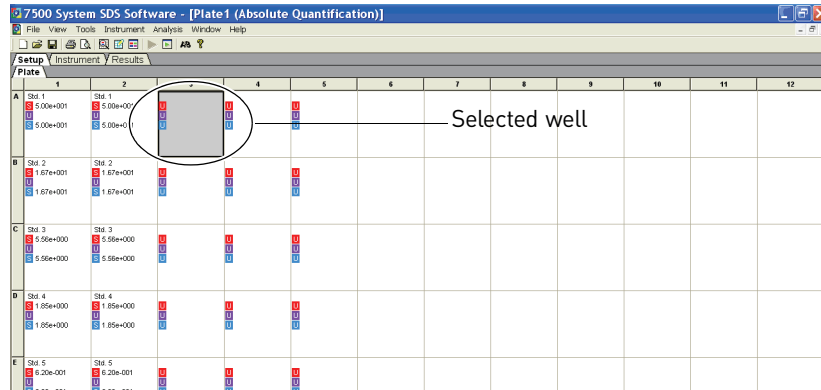 7500 System SDS Software - [Plate1 (Absolute Quantification)]
File View Tools Instrument Analysis Window Help
Setup Instrument Results
Plate
1 2 3 4 5 6 7 8 9 10 11 12
A Std. 1 Std. 1
S 5.00e+001 S 5.00e+001 U U U
U U U U U
S 5.00e+001 S 5.00e+001 U U
Selected well
B Std. 2 Std. 2
S 1.67e+001 S 1.67e+001 U U U
U U U U U
S 1.67e+001 S 1.67e+001 U U U
C Std. 3 Std. 3
S 5.56e+000 S 5.56e+000 U U U
U U U U U
S 5.56e+000 S 5.56e+000 U U U
D Std. 4 Std. 4
S 1.85e+000 S 1.85e+000 U U U
U U U U U
S 1.85e+000 S 1.85e+000 U U U
E Std. 5 Std. 5
S 6.20e-001 S 6.20e-001 U U U
U U U U U